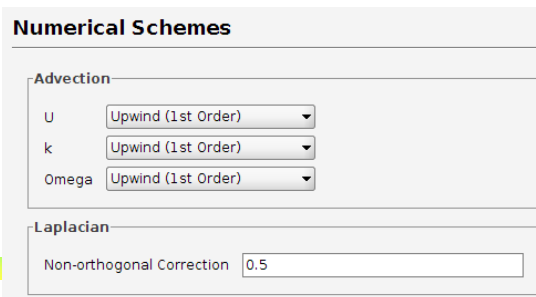 Numerical Schemes
Advection
U Upwind (1st Order)
k Upwind (1st Order)
Omega Upwind (1st Order)
Laplacian
Non-orthogonal Correction 0.5